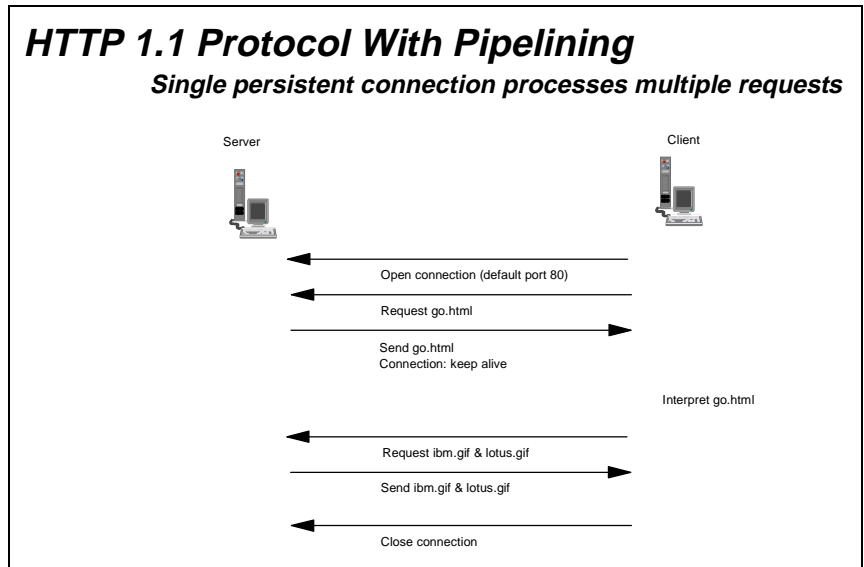 HTTP 1.1 Protocol With Pipelining
Single persistent connection processes multiple requests
Server
Client
Open connection (default port 80)
Request go.html
Send go.html
Connection: keep alive
Interpret go.html
Request ibm.gif & lotus.gif
Send ibm.gif & lotus.gif
Close connection